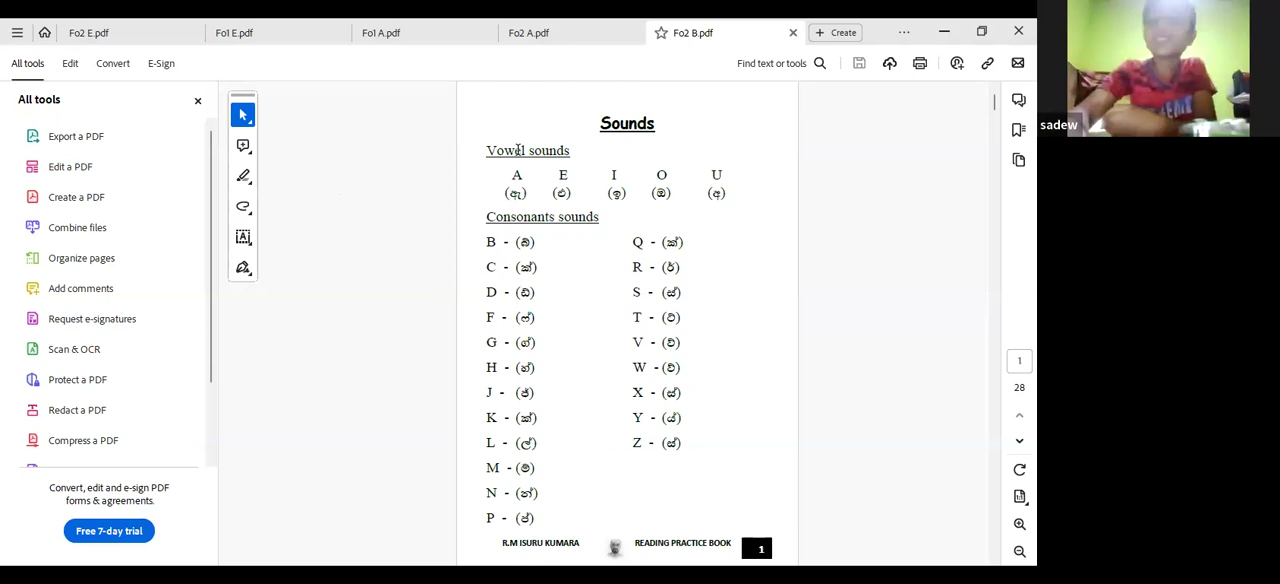 Fo2 E.pdf
Fo1 E.pdf
Fo1 A.pdf
Fo2 A.pdf
Fo2 B.pdf
Create
All tools
Edit
Convert
E-Sign
Find text or tools
All tools
Export a PDF
Edit a PDF
Create a PDF
Combine files
Organize pages
Add comments
Request e-signatures
Scan & OCR
Protect a PDF
Redact a PDF
Compress a PDF
Convert, edit and e-sign PDF
forms & agreements.
Free 7-day trial
Sounds
Vowel sounds
A E I O U
(ඇ) (එ) (ඉ) (ඔ) (අ)
Consonants sounds
B - (බ්) Q - (ක්)
C - (ක්) R - (ර්)
D - (ඩ්) S - (ස්)
F - (ෆ්) T - (ට්)
G - (ග්) V - (ව්)
H - (හ්) W - (ව්)
J - (ජ්) X - (ස්)
K - (ක්) Y - (ය්)
L - (ල්) Z - (ස්)
M - (ම්)
N - (න්)
P - (ප්)
R.M ISURU KUMARA READING PRACTICE BOOK 1
1
28
sadew